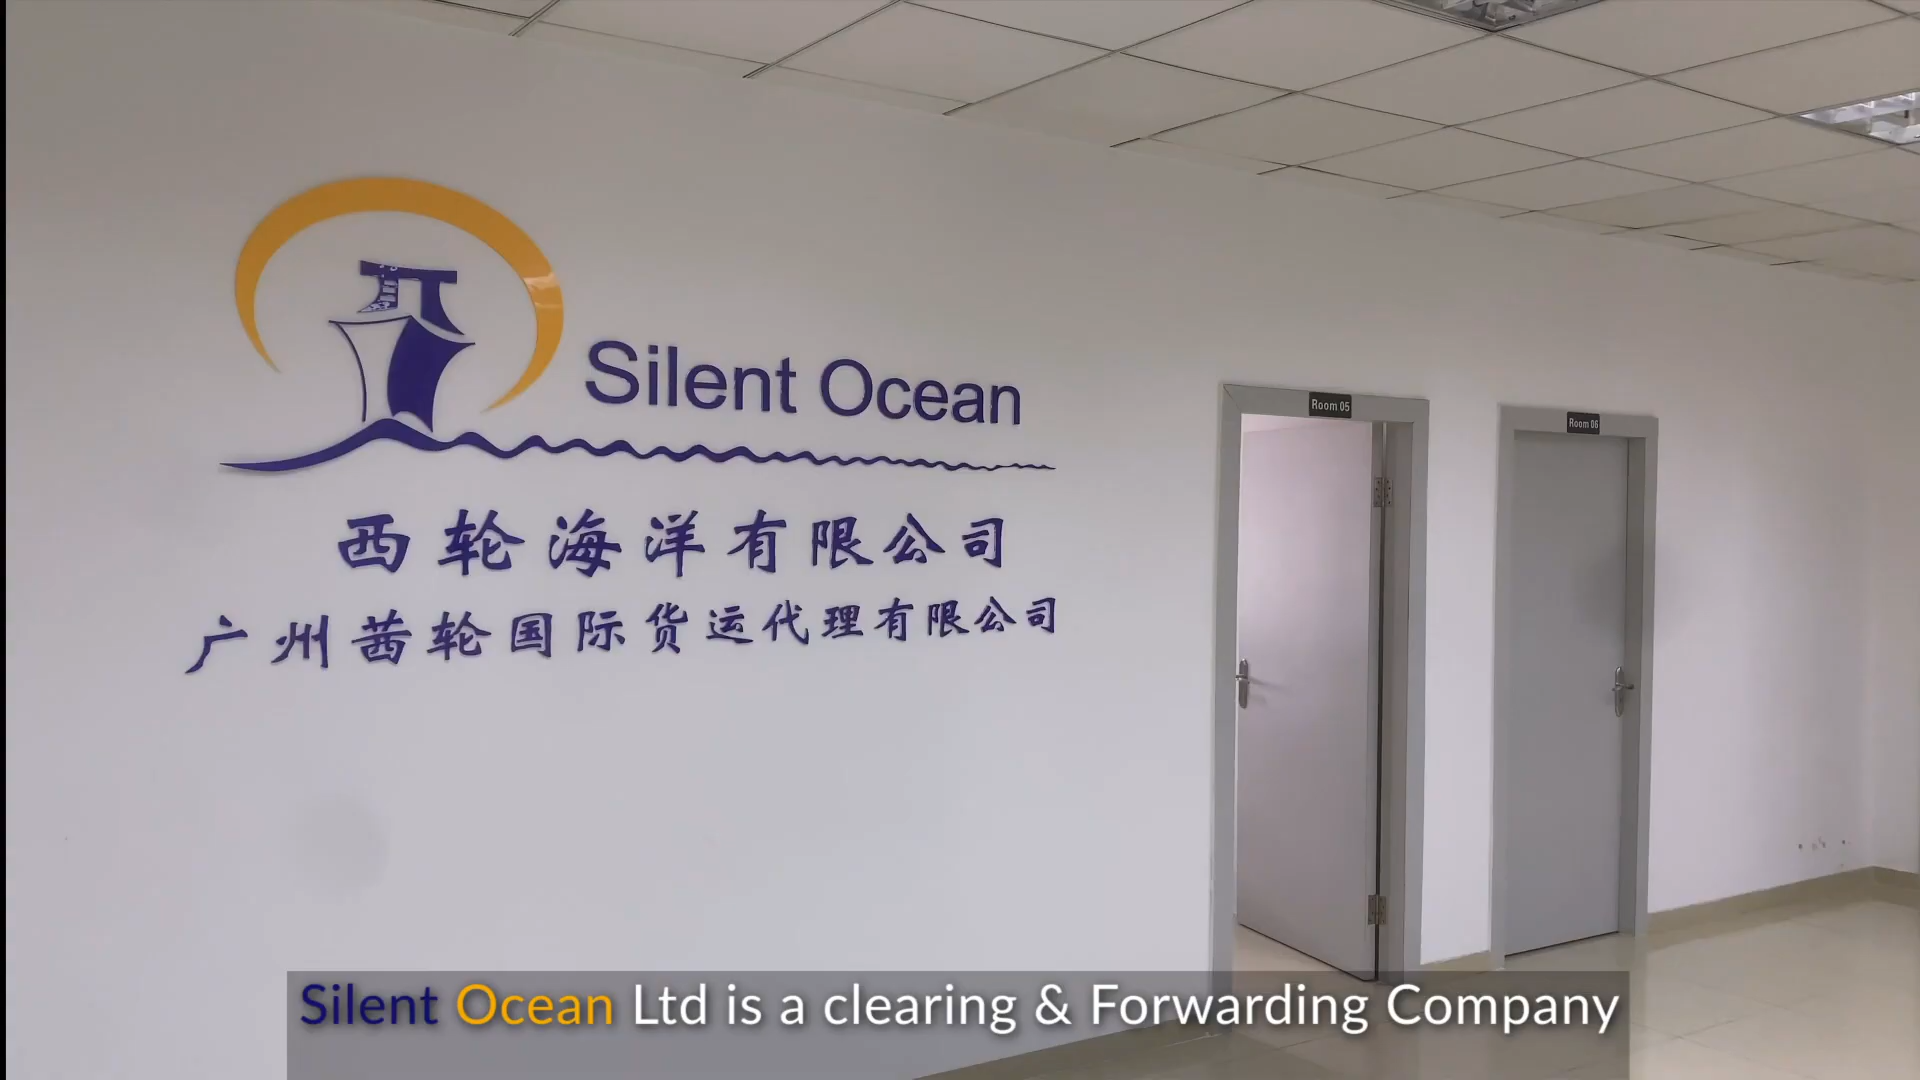 Silent Ocean
西轮海洋有限公司
广州茜轮国际货运代理有限公司
Room 05
Room 06
Silent Ocean Ltd is a clearing & Forwarding Company